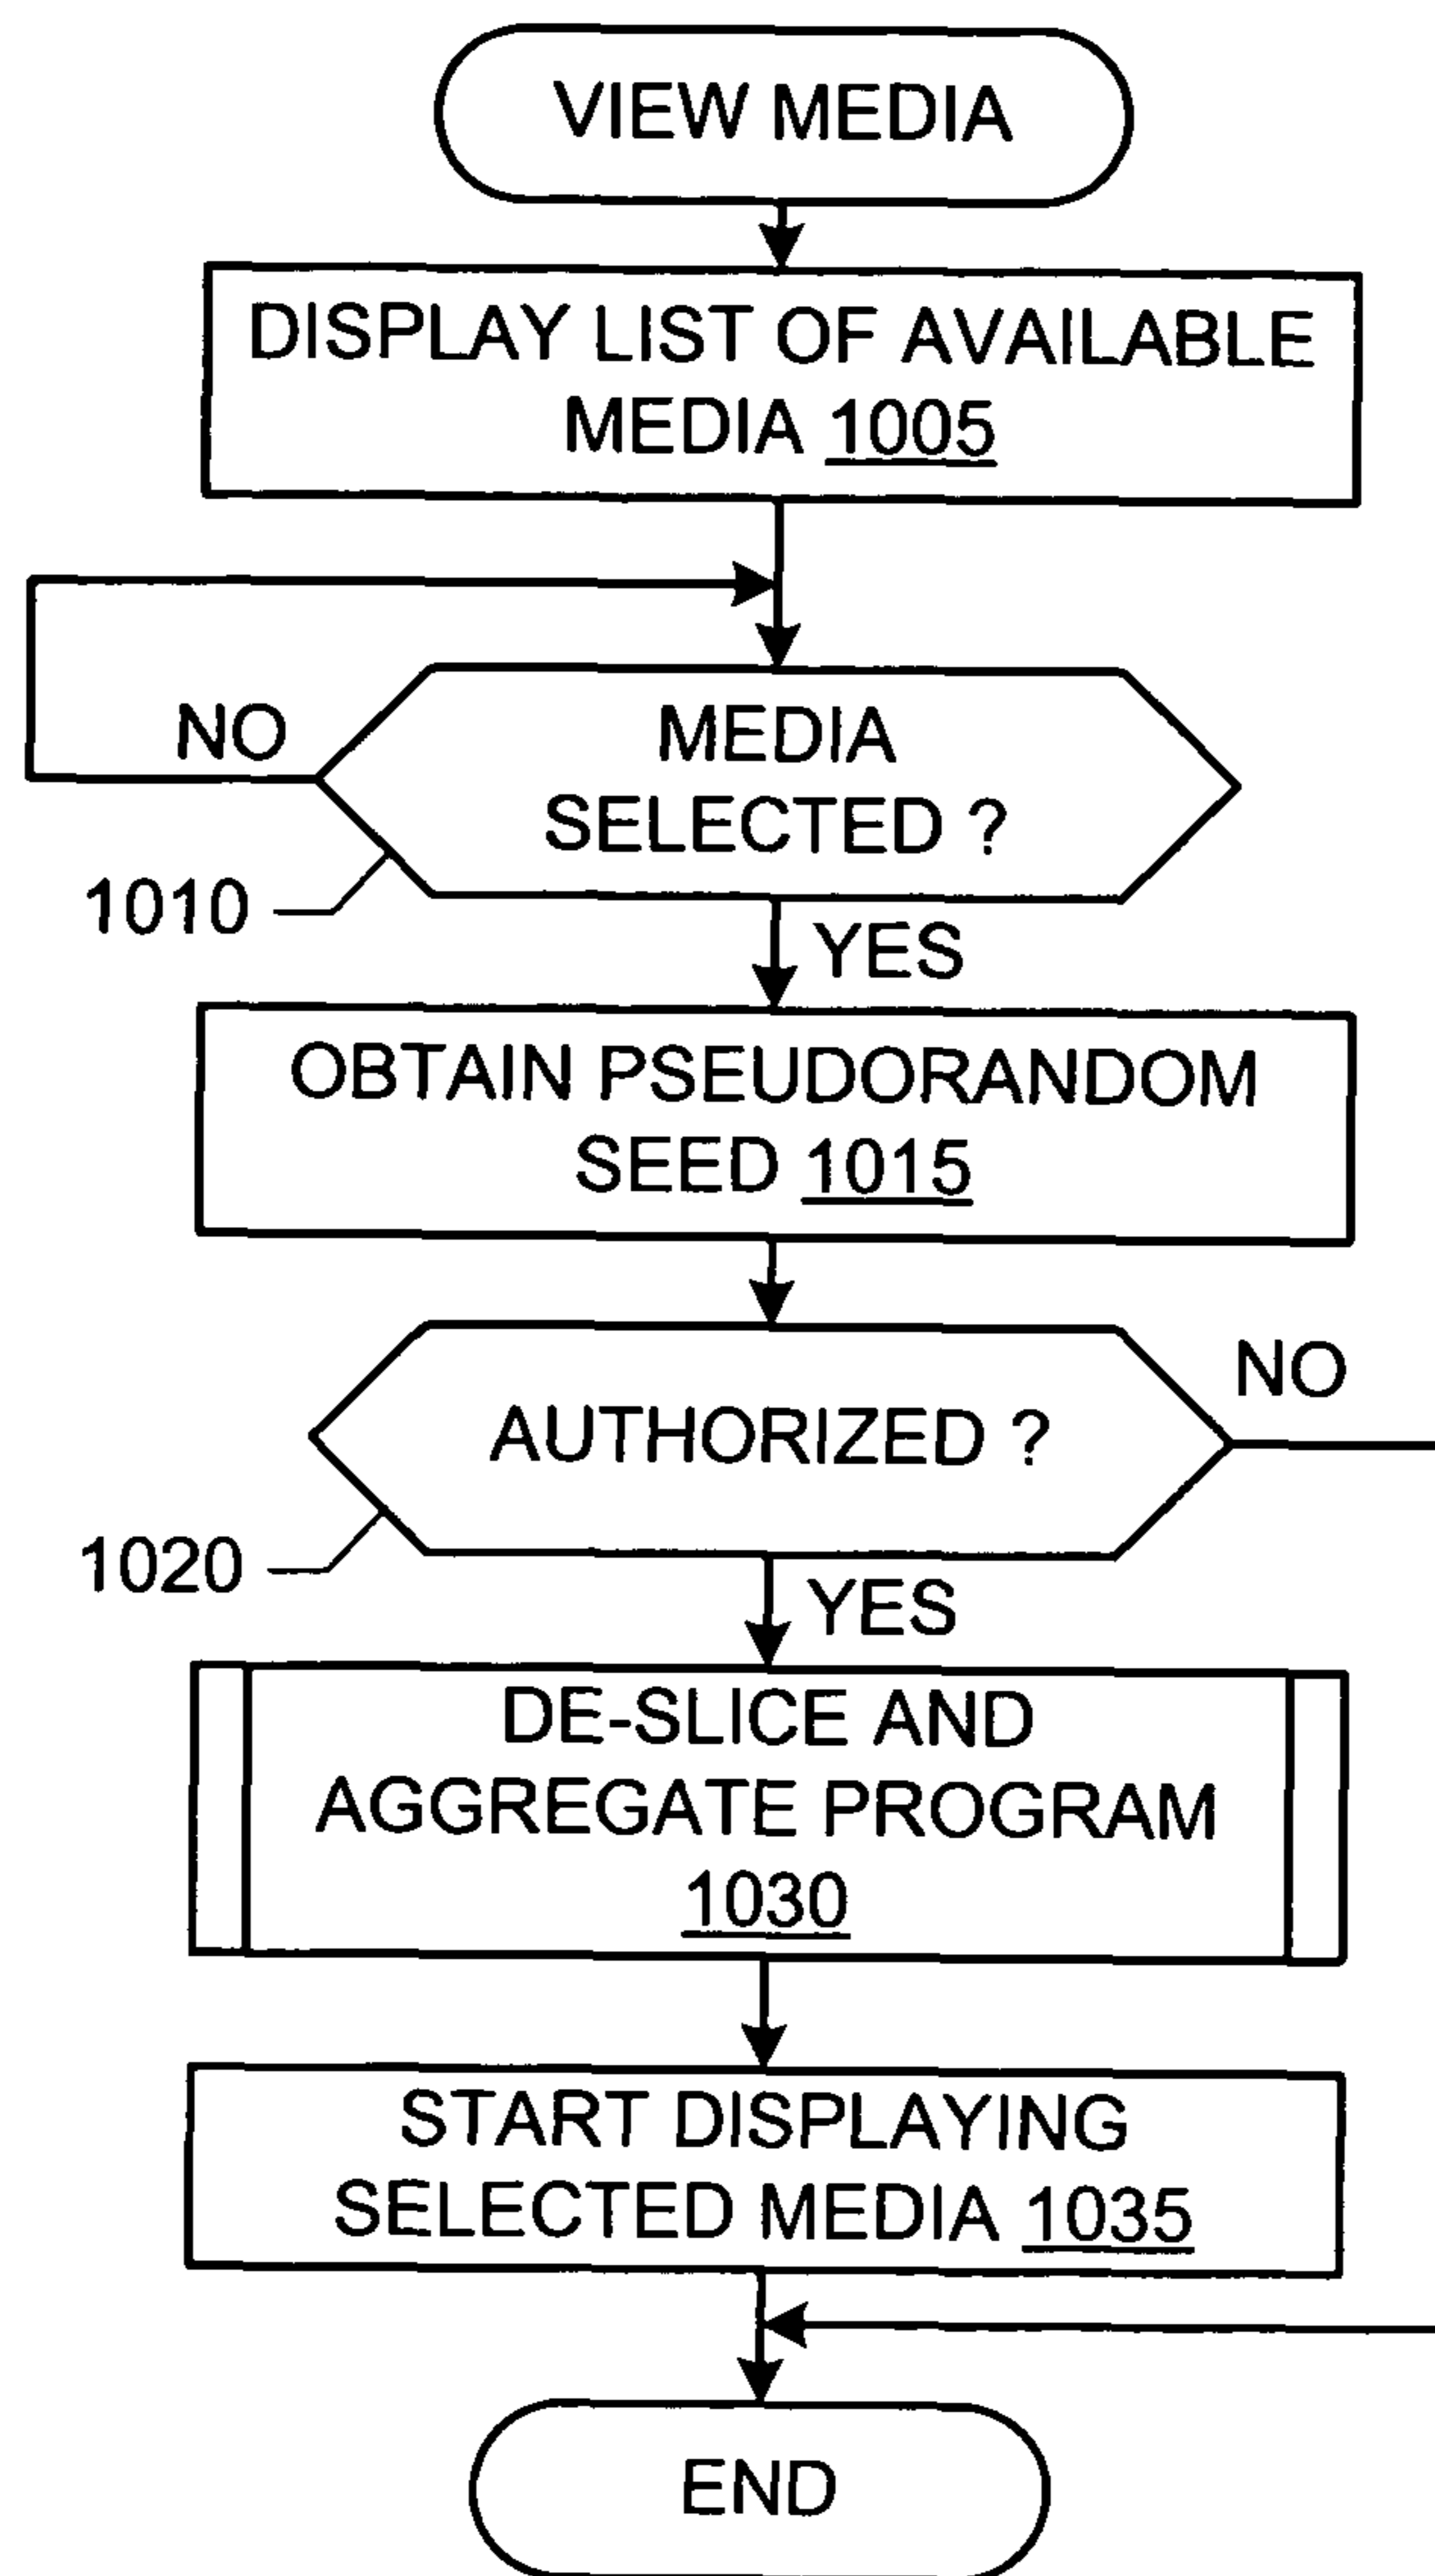 VIEW MEDIA
DISPLAY LIST OF AVAILABLE
MEDIA 1005
NO
MEDIA
SELECTED ?
1010
YES
OBTAIN PSEUDORANDOM
SEED 1015
NO
AUTHORIZED ?
1020
YES
DE-SLICE AND
AGGREGATE PROGRAM
1030
START DISPLAYING
SELECTED MEDIA 1035
END